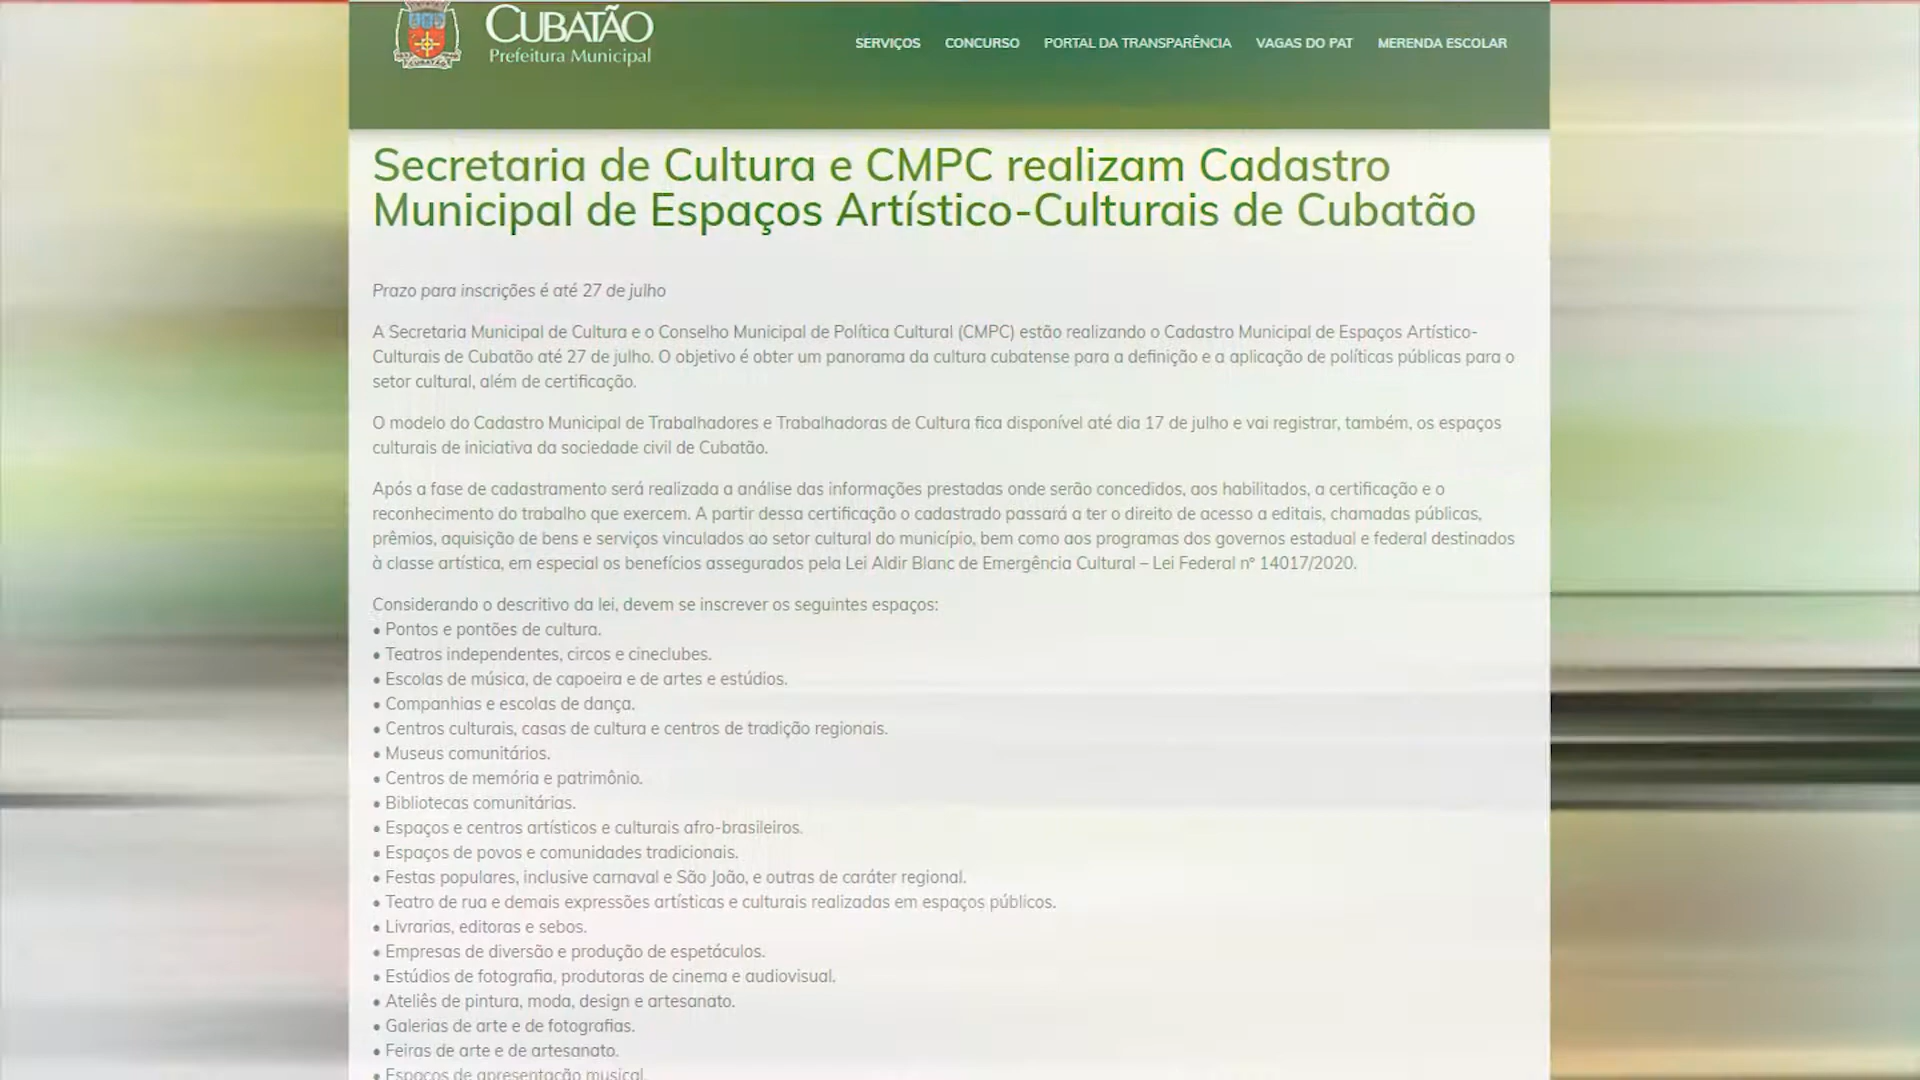 CUBATÃO
Prefeitura Municipal
CUBATÃO
SERVIÇOS CONCURSO PORTAL DA TRANSPARÊNCIA VAGAS DO PAT MERENDA ESCOLAR
Secretaria de Cultura e CMPC realizam Cadastro
Municipal de Espaços Artístico-Culturais de Cubatão
Prazo para inscrições é até 27 de julho
A Secretaria Municipal de Cultura e o Conselho Municipal de Política Cultural (CMPC) estão realizando o Cadastro Municipal de Espaços Artístico-
Culturais de Cubatão até 27 de julho. O objetivo é obter um panorama da cultura cubatense para a definição e a aplicação de políticas públicas para o
setor cultural, além de certificação.
O modelo do Cadastro Municipal de Trabalhadores e Trabalhadoras de Cultura fica disponível até dia 17 de julho e vai registrar, também, os espaços
culturais de iniciativa da sociedade civil de Cubatão.
Após a fase de cadastramento será realizada a análise das informações prestadas onde serão concedidos, aos habilitados, a certificação e o
reconhecimento do trabalho que exercem. A partir dessa certificação o cadastrado passará a ter o direito de acesso a editais, chamadas públicas,
prêmios, aquisição de bens e serviços vinculados ao setor cultural do município, bem como aos programas dos governos estadual e federal destinados
à classe artística, em especial os benefícios assegurados pela Lei Aldir Blanc de Emergência Cultural – Lei Federal nº 14017/2020.
Considerando o descritivo da lei, devem se inscrever os seguintes espaços:
• Pontos e pontões de cultura.
• Teatros independentes, circos e cineclubes.
• Escolas de música, de capoeira e de artes e estúdios.
• Companhias e escolas de dança.
• Centros culturais, casas de cultura e centros de tradição regionais.
• Museus comunitários.
• Centros de memória e patrimônio.
• Bibliotecas comunitárias.
• Espaços e centros artísticos e culturais afro-brasileiros.
• Espaços de povos e comunidades tradicionais.
• Festas populares, inclusive carnaval e São João, e outras de caráter regional.
• Teatro de rua e demais expressões artísticas e culturais realizadas em espaços públicos.
• Livrarias, editoras e sebos.
• Empresas de diversão e produção de espetáculos.
• Estúdios de fotografia, produtoras de cinema e audiovisual.
• Ateliês de pintura, moda, design e artesanato.
• Galerias de arte e de fotografias.
• Feiras de arte e de artesanato.
• Espaços de apresentação musical.